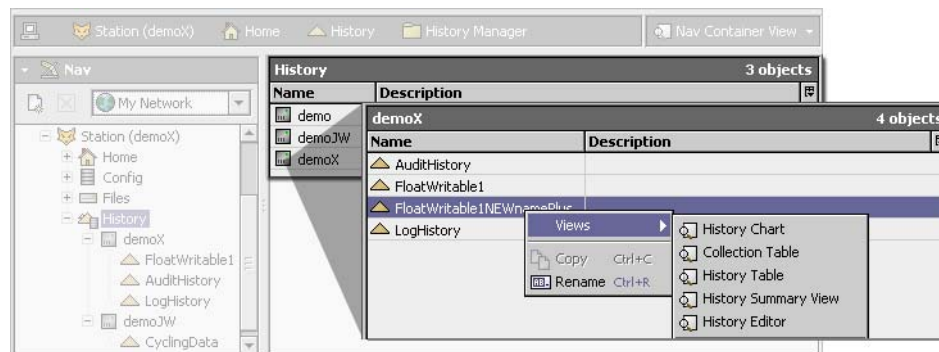 Station (demoX) Home History History Manager Nav Container View
Nav
My Network
Station (demoX)
Home
Config
Files
History
demoX
FloatWritable1
AuditHistory
LogHistory
demoJW
CyclingData
History 3 objects
Name Description
demo
demoJW
demoX
demoX 4 objects
Name Description
AuditHistory
FloatWritable1
FloatWritable1NEWnamePlus
LogHistory
Views
Copy Ctrl+C
Rename Ctrl+R
History Chart
Collection Table
History Table
History Summary View
History Editor